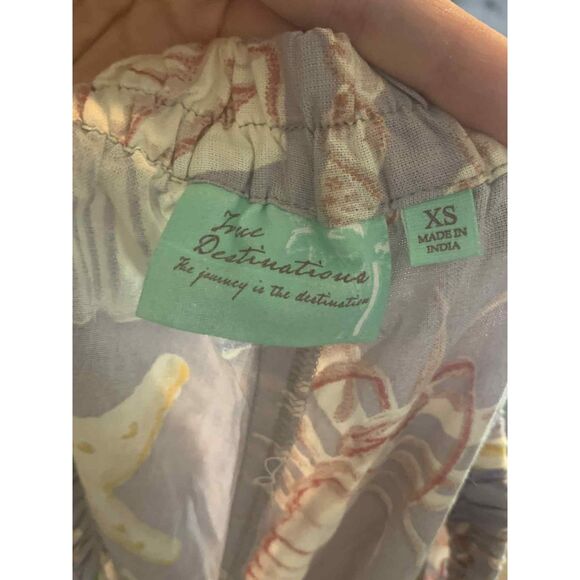 True
Destinations
The journey is the destination
XS
MADE IN
INDIA